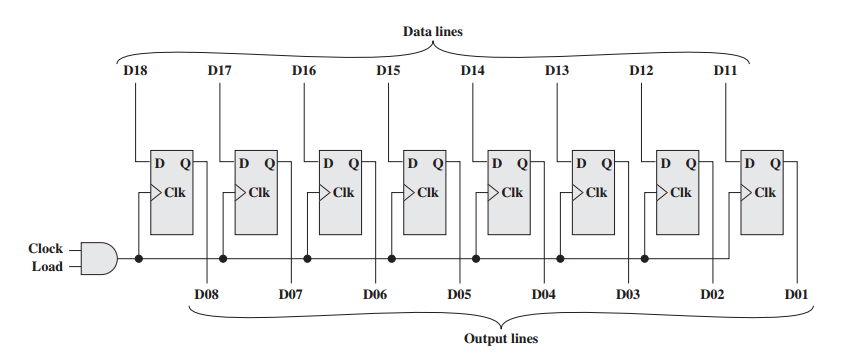 Data lines
D18 D17 D16 D15 D14 D13 D12 D11
D Q D Q D Q D Q D Q D Q D Q D Q
Clk Clk Clk Clk Clk Clk Clk Clk
Clock
Load
D08 D07 D06 D05 D04 D03 D02 D01
Output lines